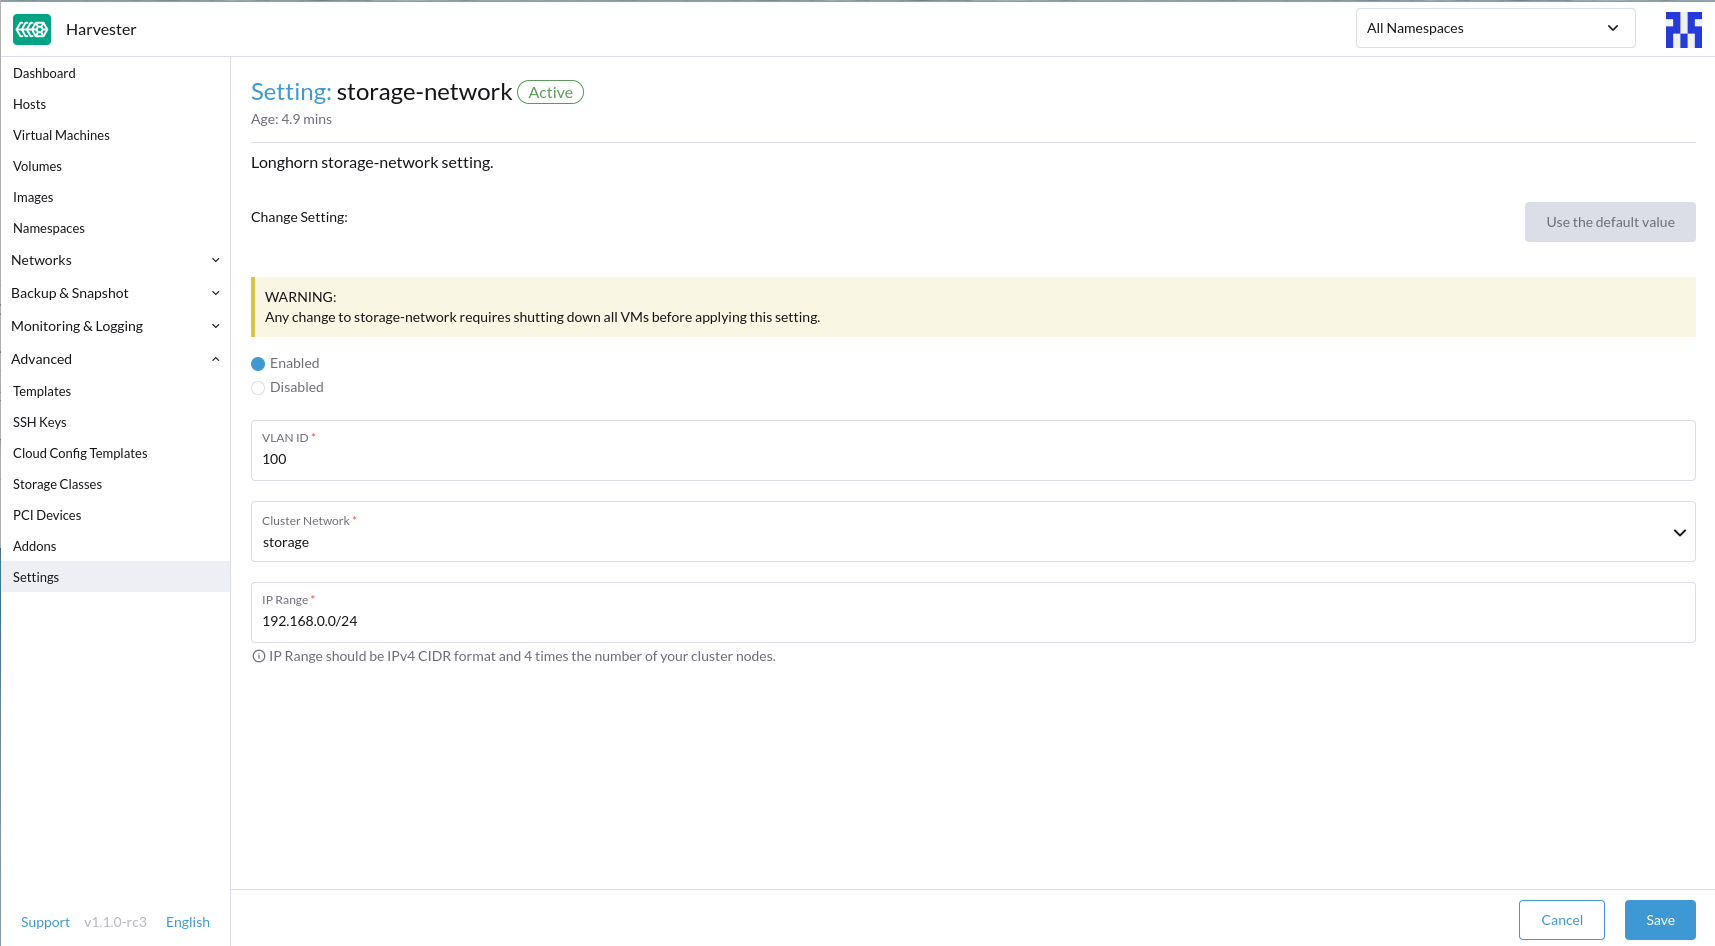 Harvester
All Namespaces
Dashboard
Hosts
Virtual Machines
Volumes
Images
Namespaces
Networks
Backup & Snapshot
Monitoring & Logging
Advanced
Templates
SSH Keys
Cloud Config Templates
Storage Classes
PCI Devices
Addons
Settings
Support v1.1.0-rc3 English
Setting: storage-network Active
Age: 4.9 mins
Longhorn storage-network setting.
Change Setting:
Use the default value
WARNING:
Any change to storage-network requires shutting down all VMs before applying this setting.
Enabled
Disabled
VLAN ID *
100
Cluster Network *
storage
IP Range *
192.168.0.0/24
IP Range should be IPv4 CIDR format and 4 times the number of your cluster nodes.
Cancel
Save